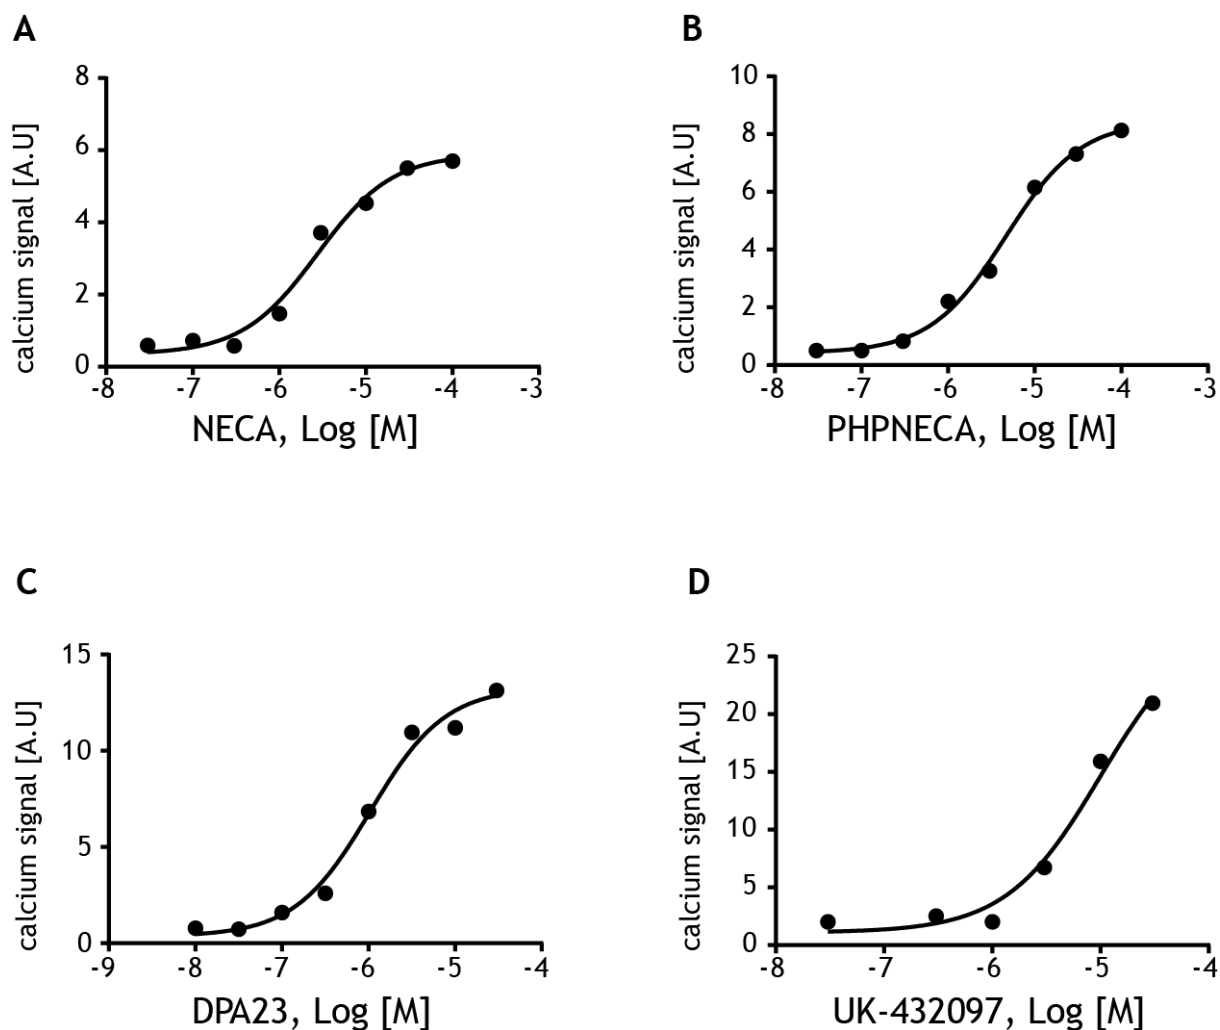 A
calcium signal [A.U]
8
6
4
2
0
-8 -7 -6 -5 -4 -3
NECA, Log [M]
B
calcium signal [A.U]
10
8
6
4
2
0
-8 -7 -6 -5 -4 -3
PHPNECA, Log [M]
C
calcium signal [A.U]
15
10
5
0
-9 -8 -7 -6 -5 -4
DPA23, Log [M]
D
calcium signal [A.U]
25
20
15
10
5
0
-8 -7 -6 -5 -4
UK-432097, Log [M]